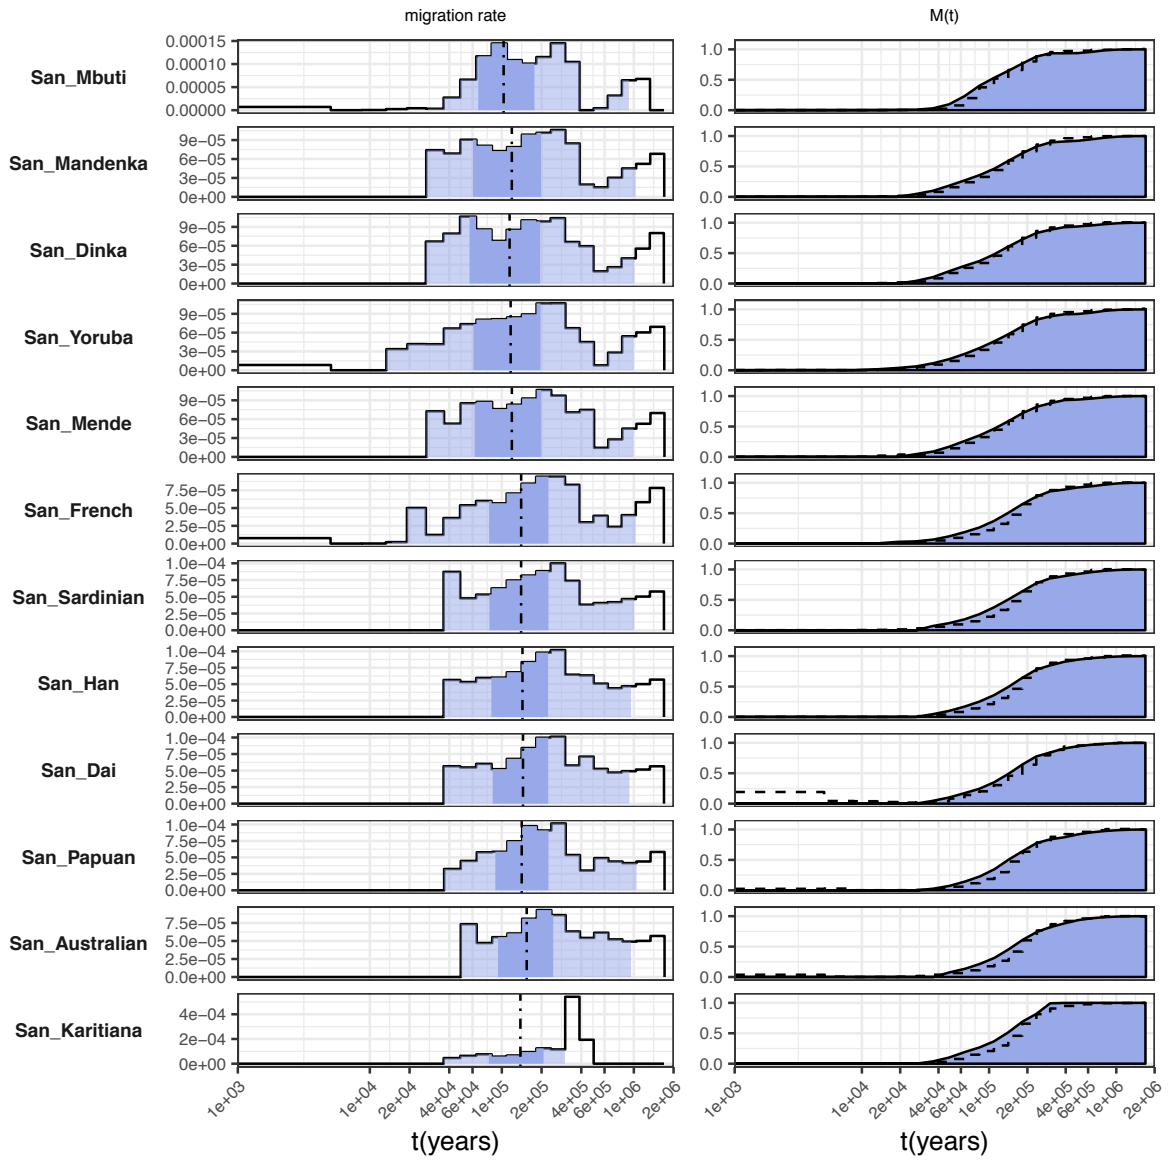 migration rate M(t)
San_Mbuti
0.00015
0.00010
0.00005
0.00000
1.0
0.5
0.0
San_Mandenka
9e−05
6e−05
3e−05
0e+00
1.0
0.5
0.0
San_Dinka
9e−05
6e−05
3e−05
0e+00
1.0
0.5
0.0
San_Yoruba
9e−05
6e−05
3e−05
0e+00
1.0
0.5
0.0
San_Mende
9e−05
6e−05
3e−05
0e+00
1.0
0.5
0.0
San_French
7.5e−05
5.0e−05
2.5e−05
0.0e+00
1.0
0.5
0.0
San_Sardinian
1.0e−04
7.5e−05
5.0e−05
2.5e−05
0.0e+00
1.0
0.5
0.0
San_Han
1.0e−04
7.5e−05
5.0e−05
2.5e−05
0.0e+00
1.0
0.5
0.0
San_Dai
1.0e−04
7.5e−05
5.0e−05
2.5e−05
0.0e+00
1.0
0.5
0.0
San_Papuan
1.0e−04
7.5e−05
5.0e−05
2.5e−05
0.0e+00
1.0
0.5
0.0
San_Australian
7.5e−05
5.0e−05
2.5e−05
0.0e+00
1.0
0.5
0.0
San_Karitiana
4e−04
2e−04
0e+00
1.0
0.5
0.0
1e+03 1e+04 2e+04 4e+04 6e+04 1e+05 2e+05 4e+05 6e+05 1e+06 2e+06
1e+03 1e+04 2e+04 4e+04 6e+04 1e+05 2e+05 4e+05 6e+05 1e+06 2e+06
t(years) t(years)